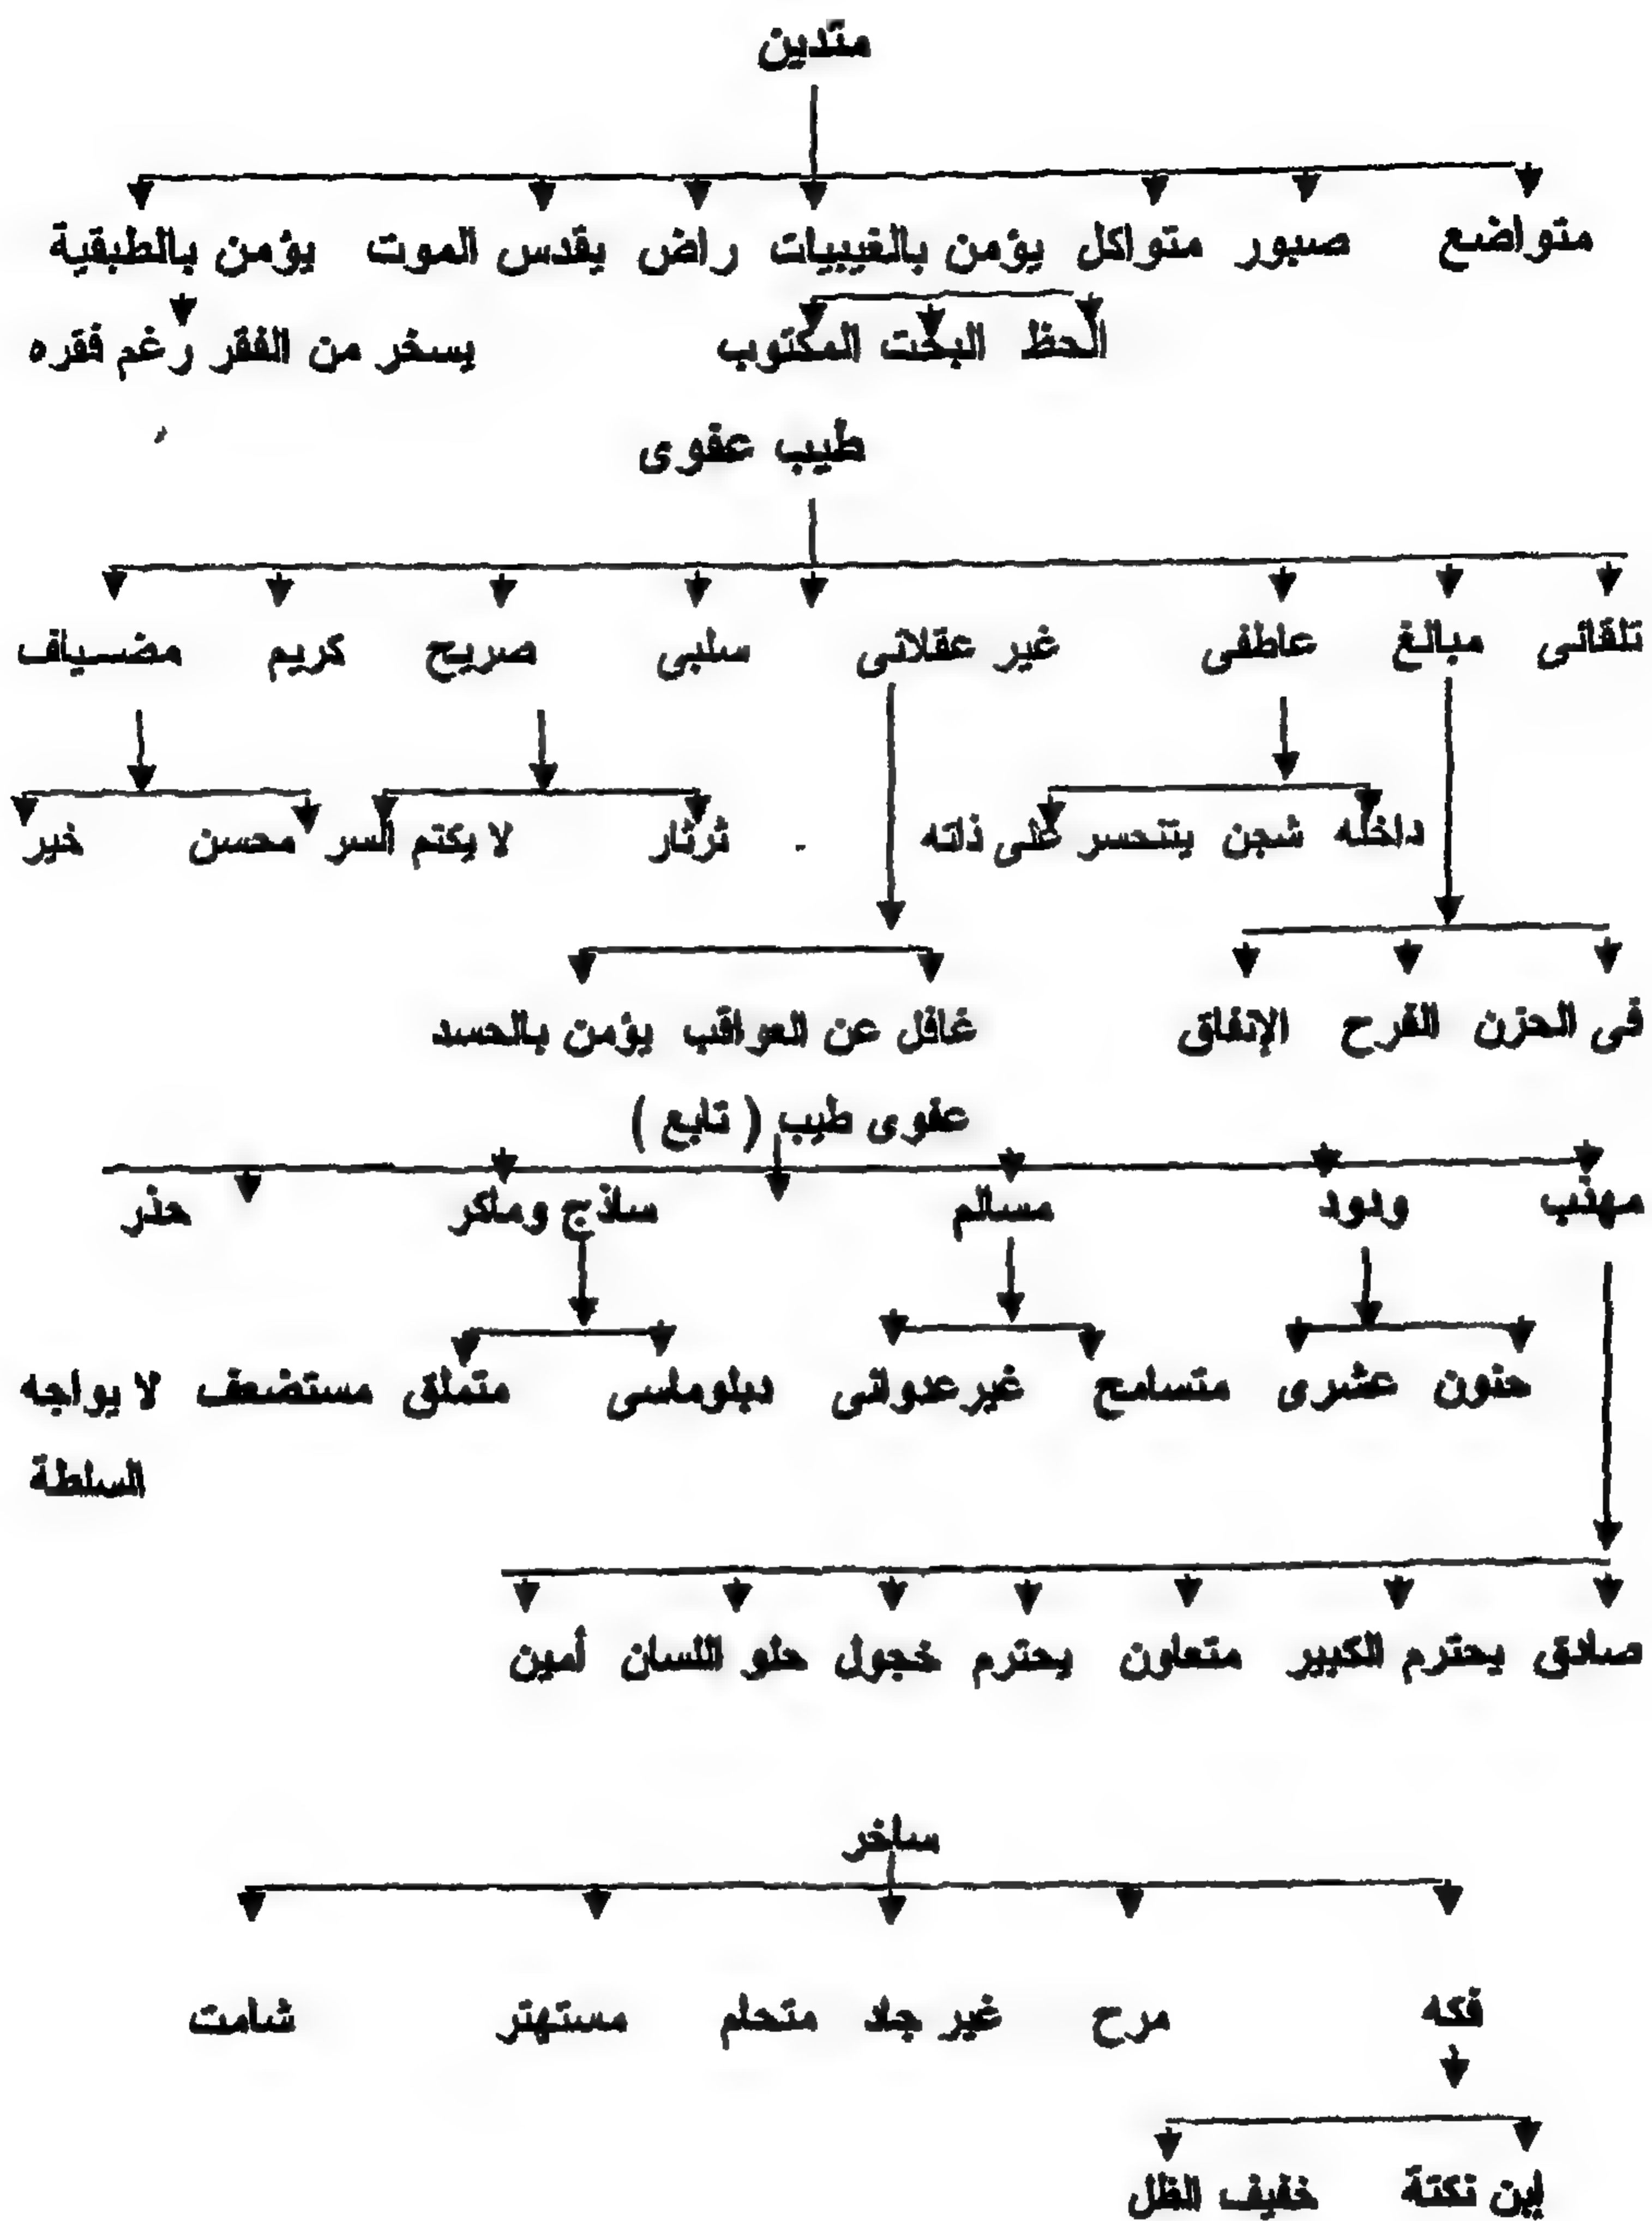 متدين
متواضع صبور متواكل يؤمن بالغيبيات راض يقدس الموت يؤمن بالطبقية
الحظ البخت المكتوب يسخر من الفقر رغم فقره
طيب عفوى
تلقائى مبالغ عاطفى غير عقلانى سلبى صريح كريم مضياف
داخله شجن يتحسر على ذاته ثرثار لا يكتم السر محسن خير
فى الحزن الفرح الإنفاق غافل عن العواقب يؤمن بالحسد
عفوى طيب ( تابع )
مهذب ودود مسالم ساذج وماكر حذر
حنون عشرى متسامح غير عدوانى دبلوماسى متملق مستضعف لا يواجه
السلطة
صادق يحترم الكبير متعاون يحترم خجول حلو اللسان أمين
ساخر
فكه مرح غير جاد متحام مستهتر شامت
إبن نكتة خفيف الظل